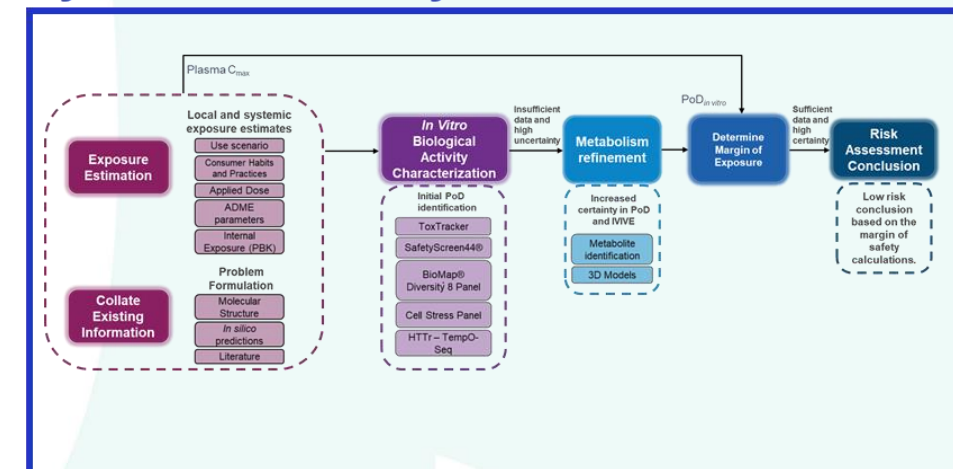 Plasma Cmax
Exposure
Estimation
Collate
Existing
Information
Local and systemic
exposure estimates
Use scenario
Consumer Habits
and Practices
Applied Dose
ADME
parameters
Internal
Exposure (PBK)
Problem
Formulation
Molecular
Structure
In silico
predictions
Literature
In Vitro
Biological
Activity
Characterization
Initial PoD
identification
ToxTracker
SafetyScreen44®
BioMap®
Diversity 8 Panel
Cell Stress Panel
HTTr – TempO-
Seq
Insufficient
data and
high
uncertainty
Metabolism
refinement
Increased
certainty in PoD
and IVIVE
Metabolite
identification
3D Models
PoDin vitro
Determine
Margin of
Exposure
Sufficient
data and
high
certainty
Risk
Assessment
Conclusion
Low risk
conclusion
based on the
margin of
safety
calculations.